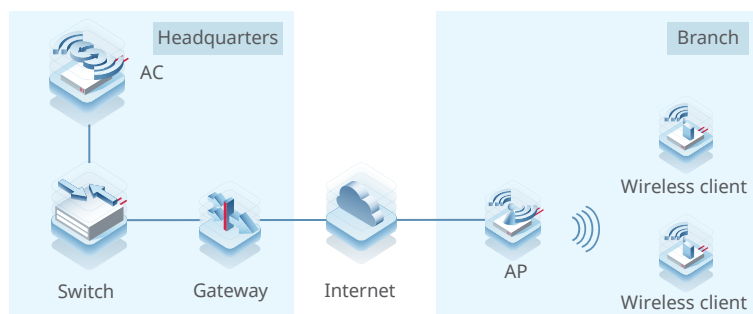 Headquarters
Branch
AC
Wireless client
Switch
Gateway
Internet
AP
Wireless client